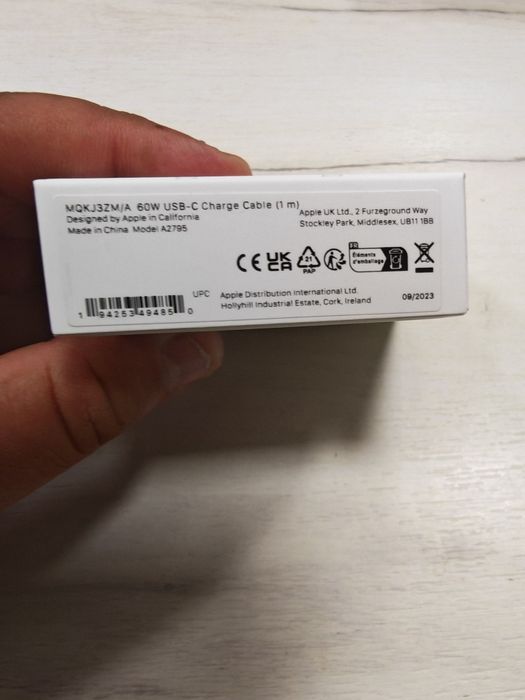 MQKJ3ZM/A 60W USB-C Charge Cable (1 m)
Designed by Apple in California
Made in China Model A2795
Apple UK Ltd., 2 Furzeground Way
Stockley Park, Middlesex, UB11 1BB
CE UK CA
21
PAP
FR
Éléments
d'emballage
UPC
1 94253 49485 0
Apple Distribution International Ltd.
Hollyhill Industrial Estate, Cork, Ireland
09/2023